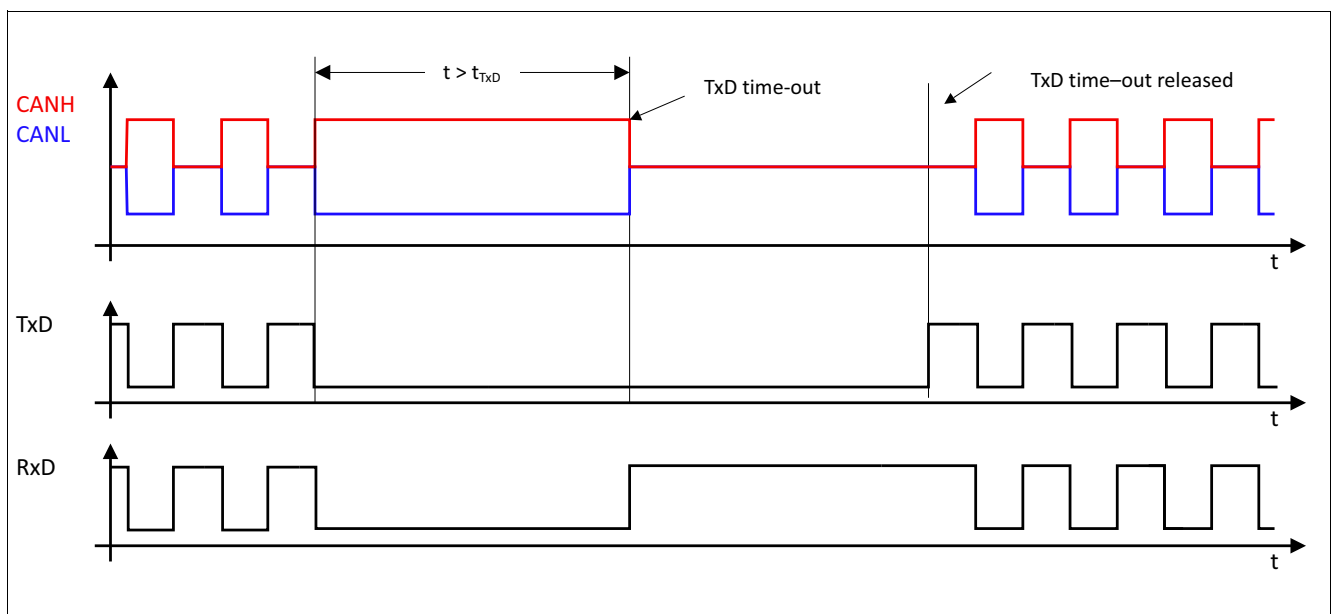 t > tTxD
TxD time-out
TxD time–out released
CANH
CANL
t
TxD
t
RxD
t